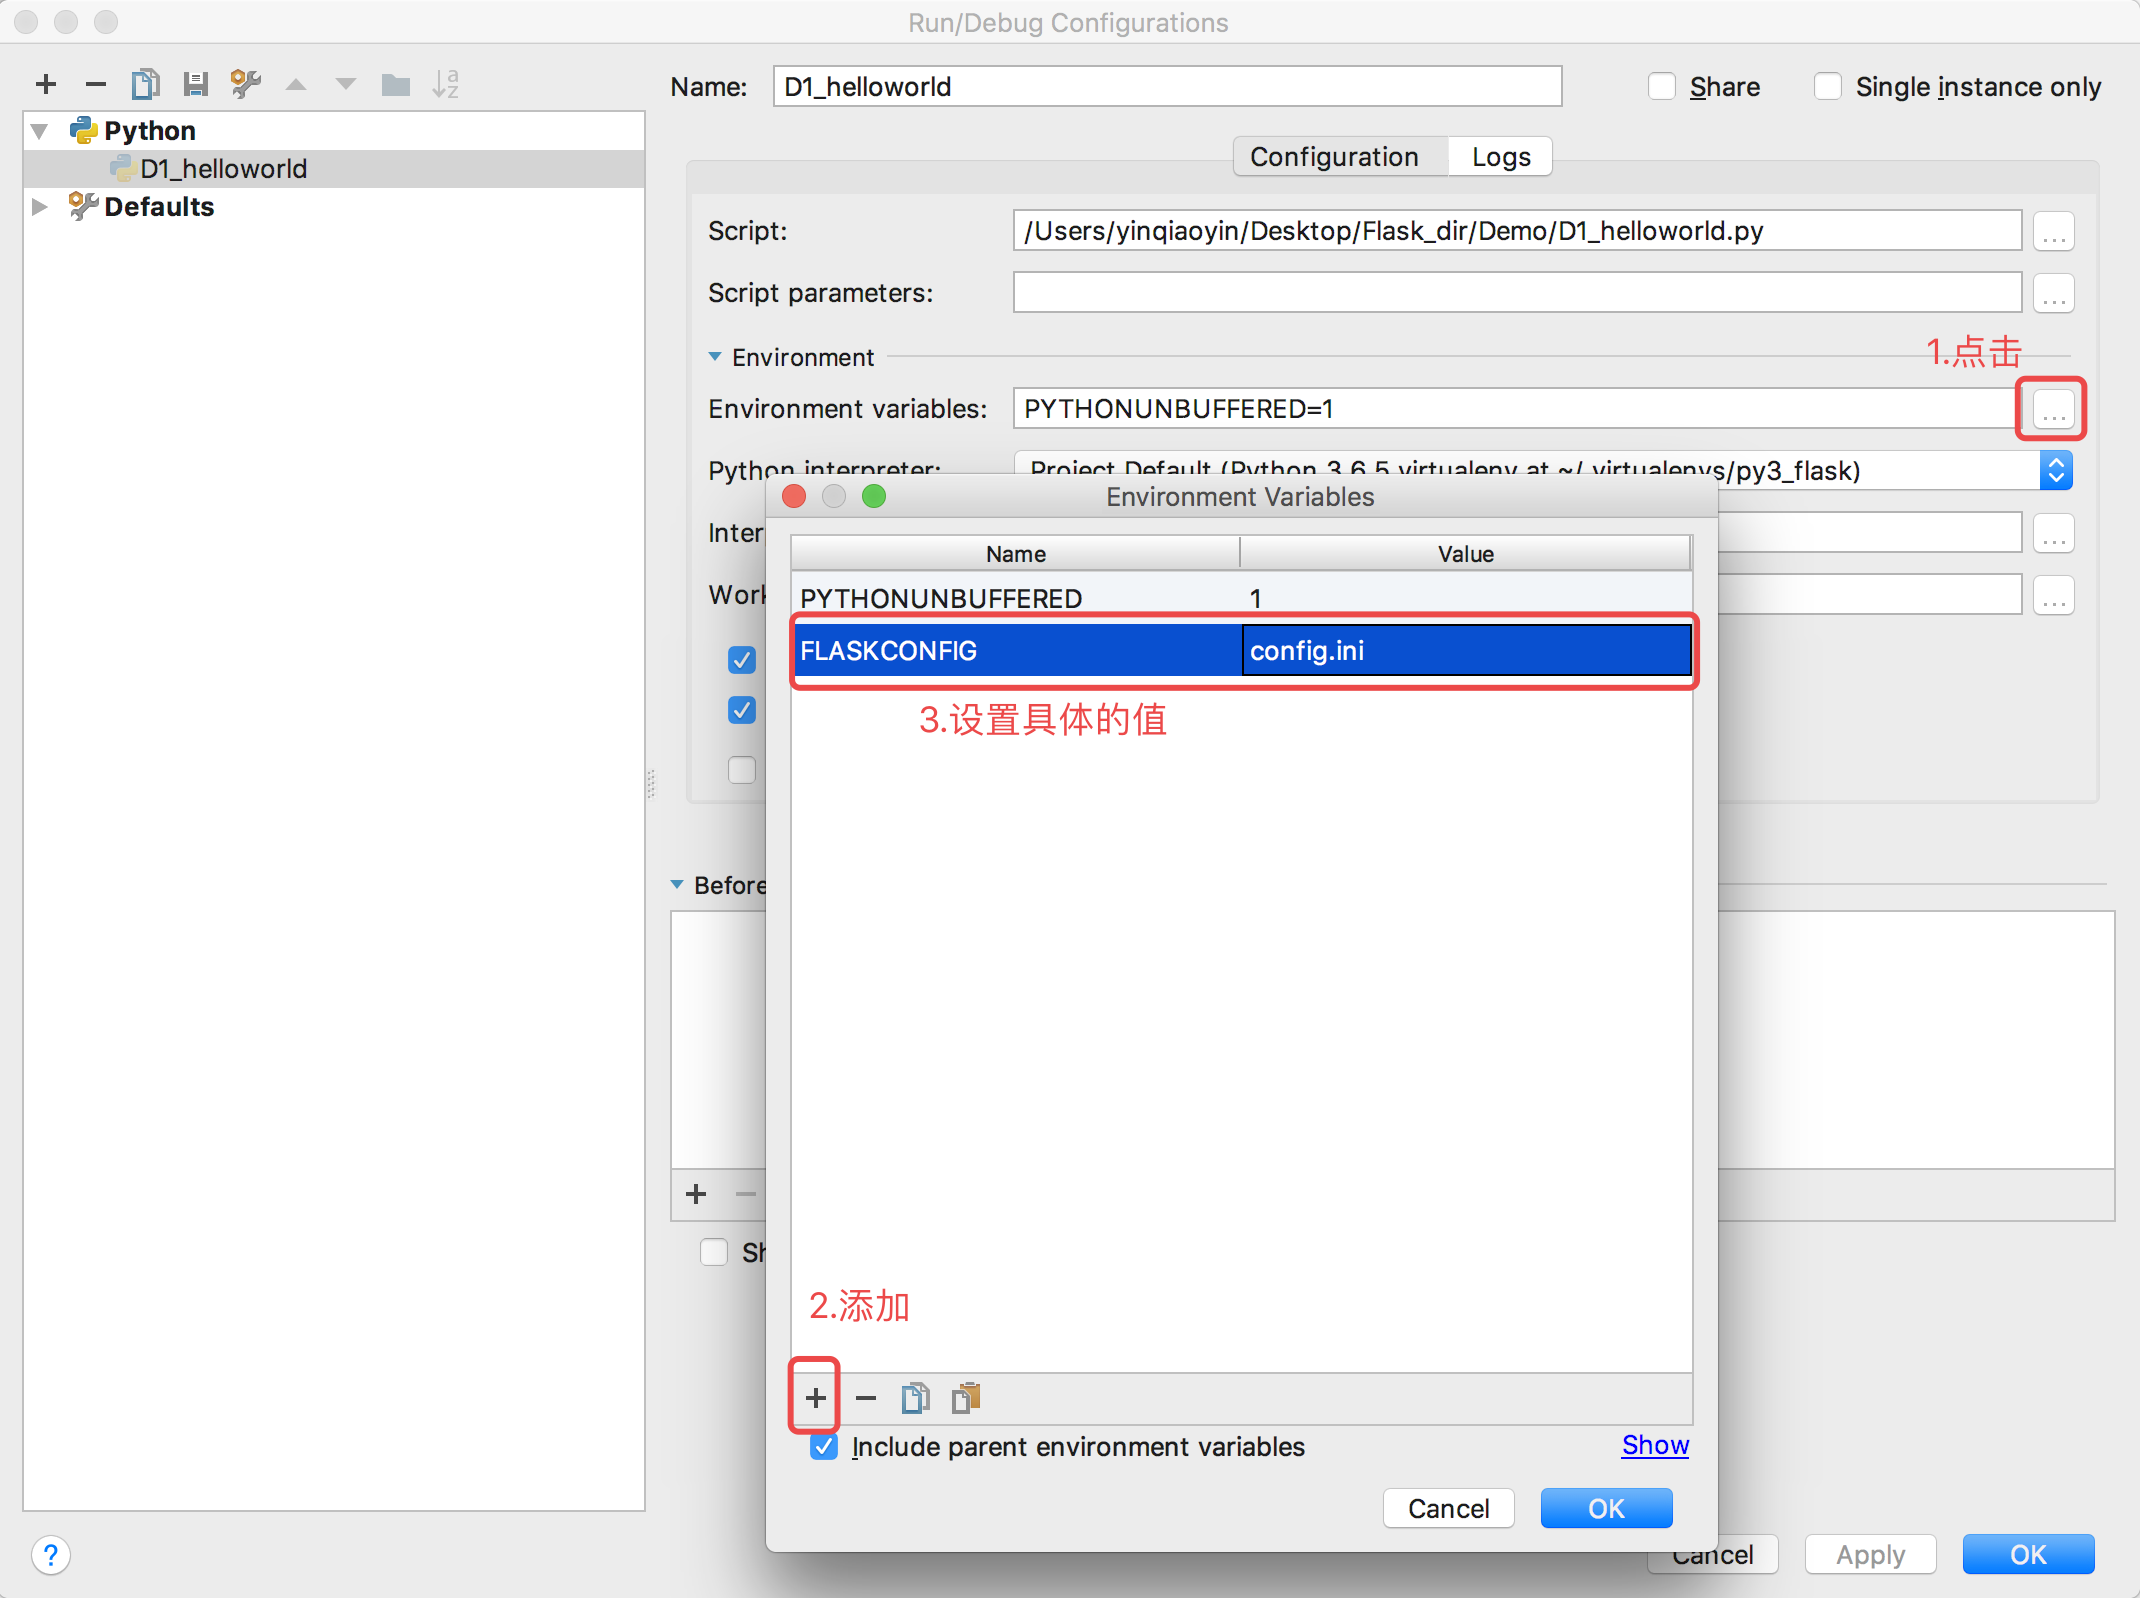 Run/Debug Configurations
Name: D1_helloworld
Share
Single instance only
Python
D1_helloworld
Defaults
Configuration
Logs
Script: /Users/yinqiaoyin/Desktop/Flask_dir/Demo/D1_helloworld.py
Script parameters:
Environment
1.点击
Environment variables: PYTHONUNBUFFERED=1
Python interpreter: Project Default (Python 3.6.5 virtualenv at ~/.virtualenvs/py3_flask)
Inter
Work
Environment Variables
Name Value
PYTHONUNBUFFERED 1
FLASKCONFIG config.ini
3.设置具体的值
Before
Sh
2.添加
Include parent environment variables
Show
Cancel
OK
?
Cancel
Apply
OK